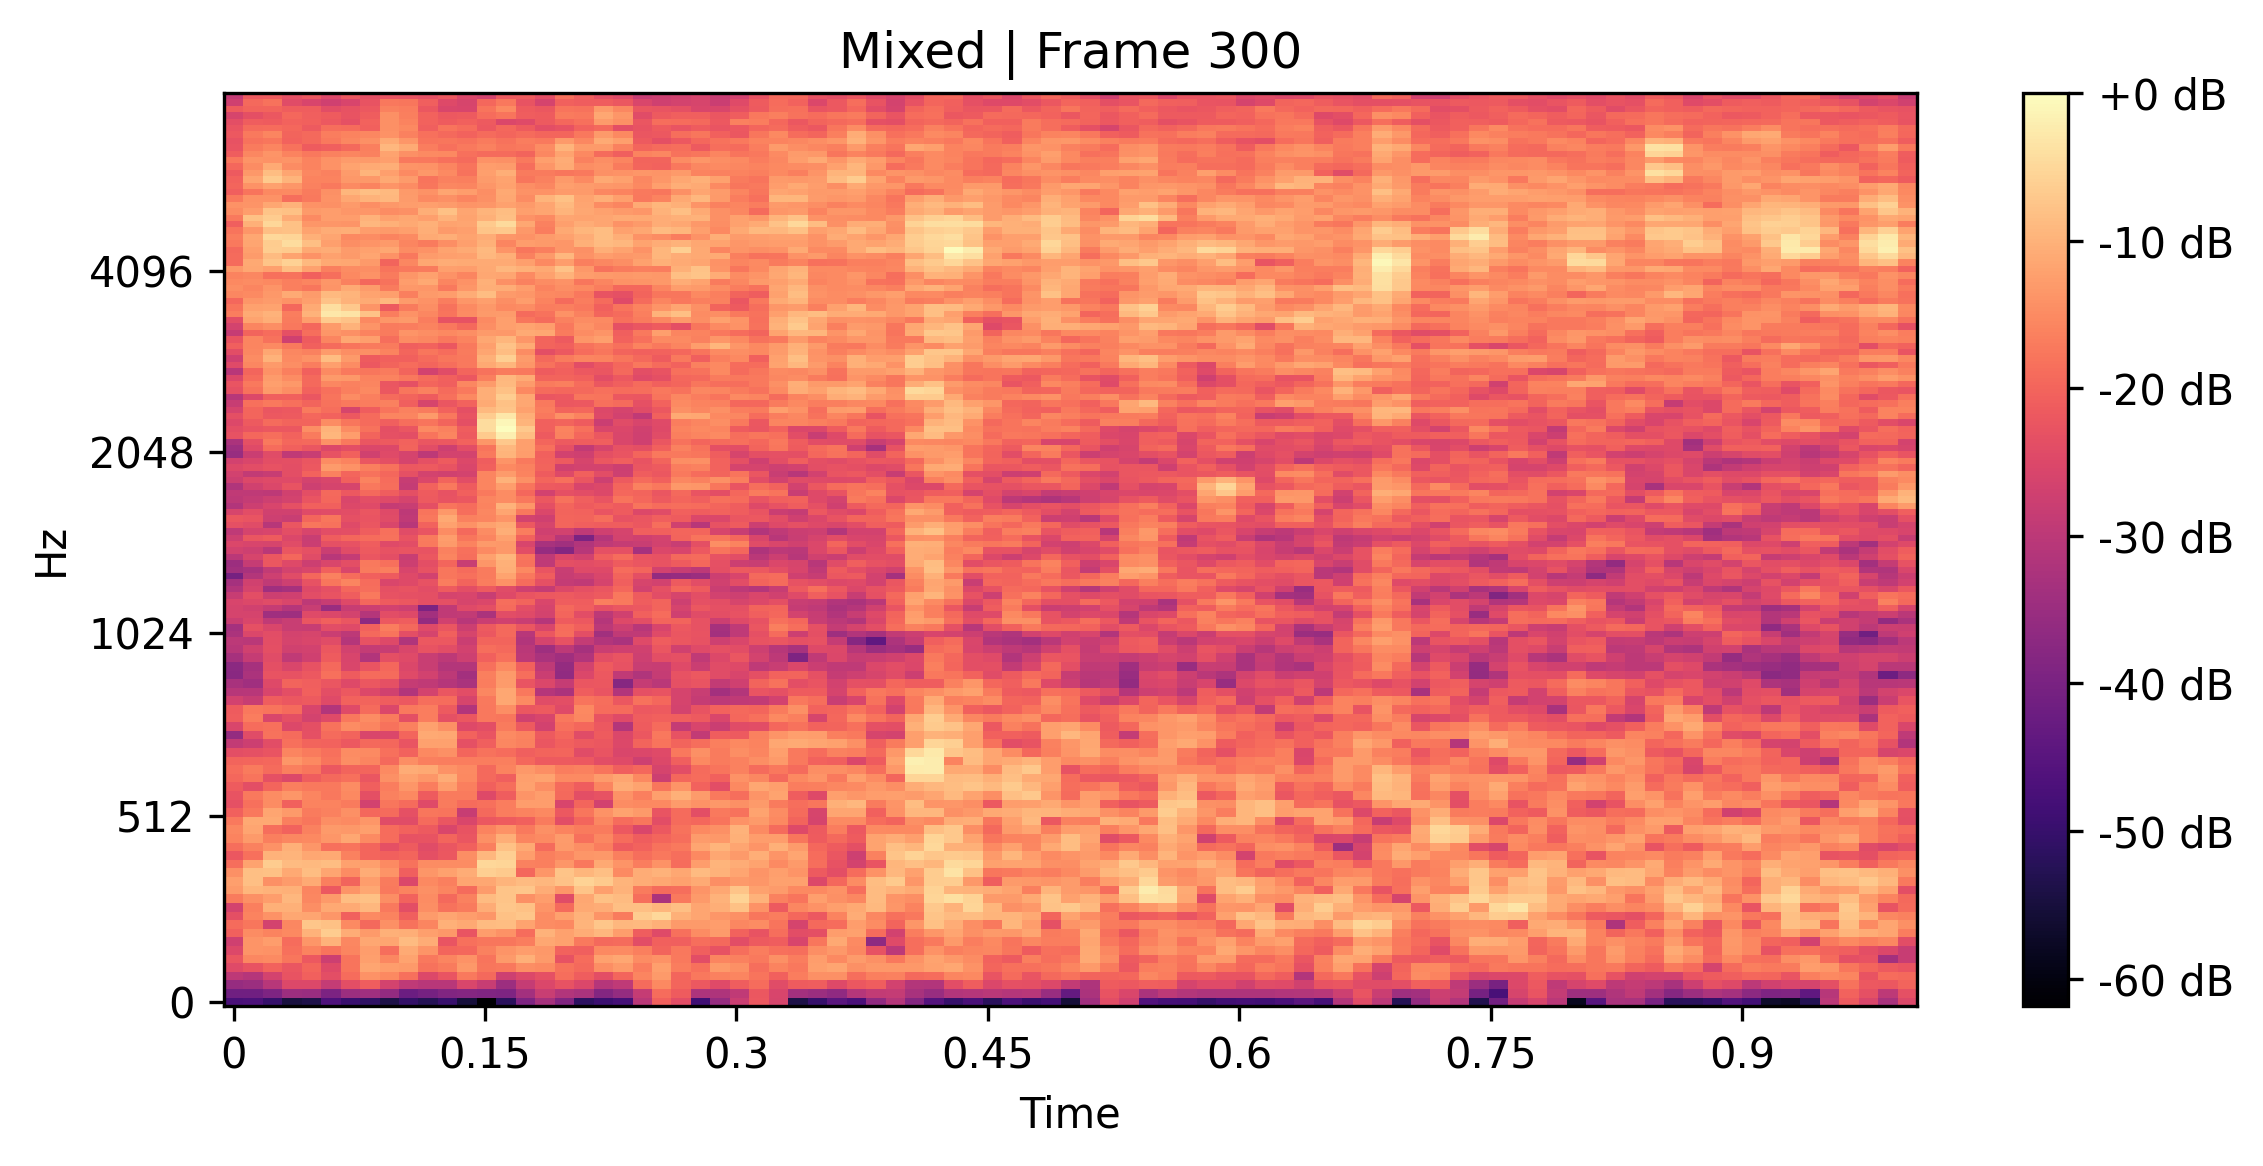 Mixed | Frame 300
+0 dB
-10 dB
-20 dB
-30 dB
-40 dB
-50 dB
-60 dB
Hz
4096
2048
1024
512
0
0 0.15 0.3 0.45 0.6 0.75 0.9
Time